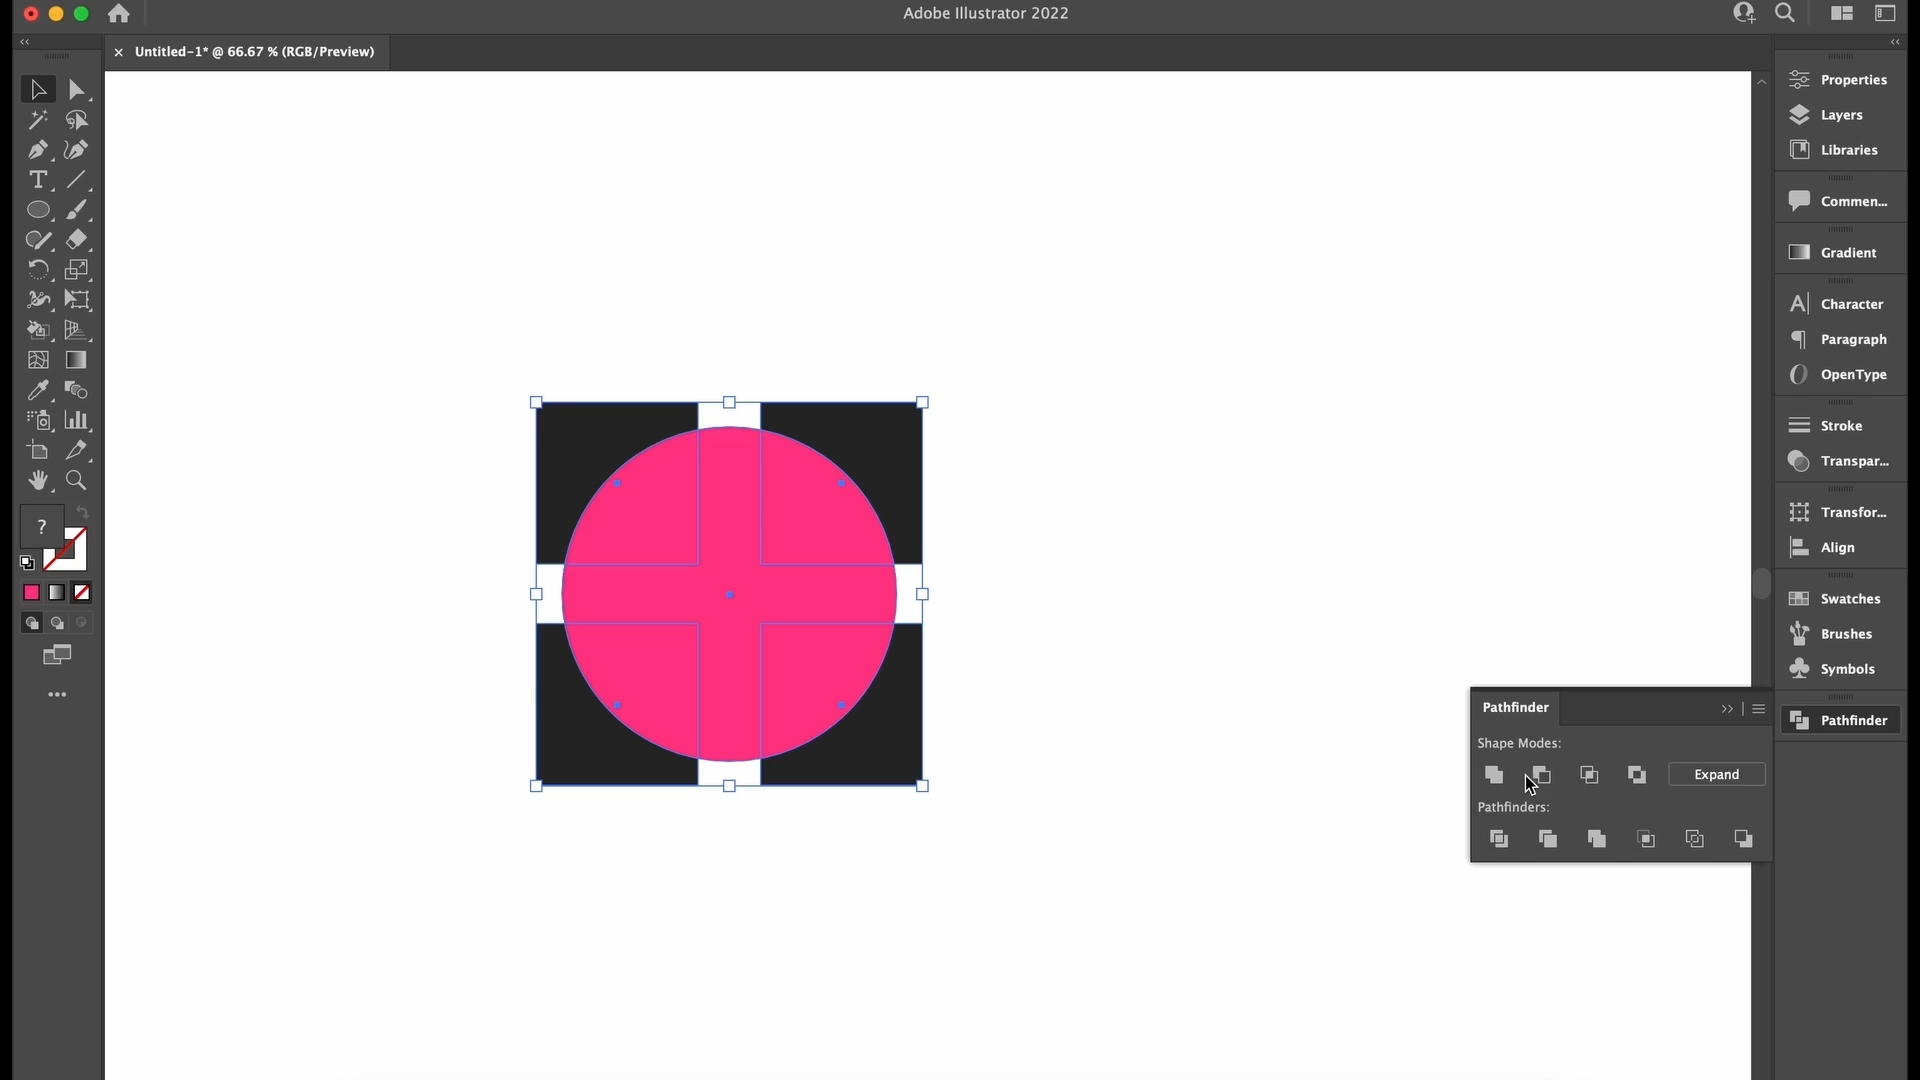 Adobe Illustrator 2022
Untitled-1* @ 66.67 % (RGB/Preview)
Properties
Layers
Libraries
Commen...
Gradient
Character
Paragraph
OpenType
Stroke
Transpar...
Transfor...
Align
Swatches
Brushes
Symbols
Pathfinder
?
Pathfinder
Shape Modes:
Expand
Pathfinders: